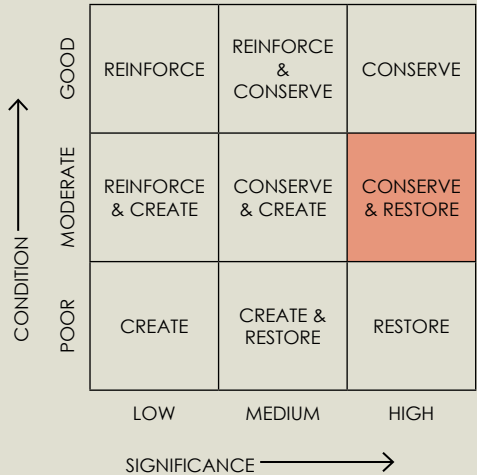 GOOD
REINFORCE
REINFORCE
&
CONSERVE
CONSERVE
MODERATE
REINFORCE
& CREATE
CONSERVE
& CREATE
CONSERVE
& RESTORE
CONDITION
POOR
CREATE
CREATE &
RESTORE
RESTORE
LOW
MEDIUM
HIGH
SIGNIFICANCE